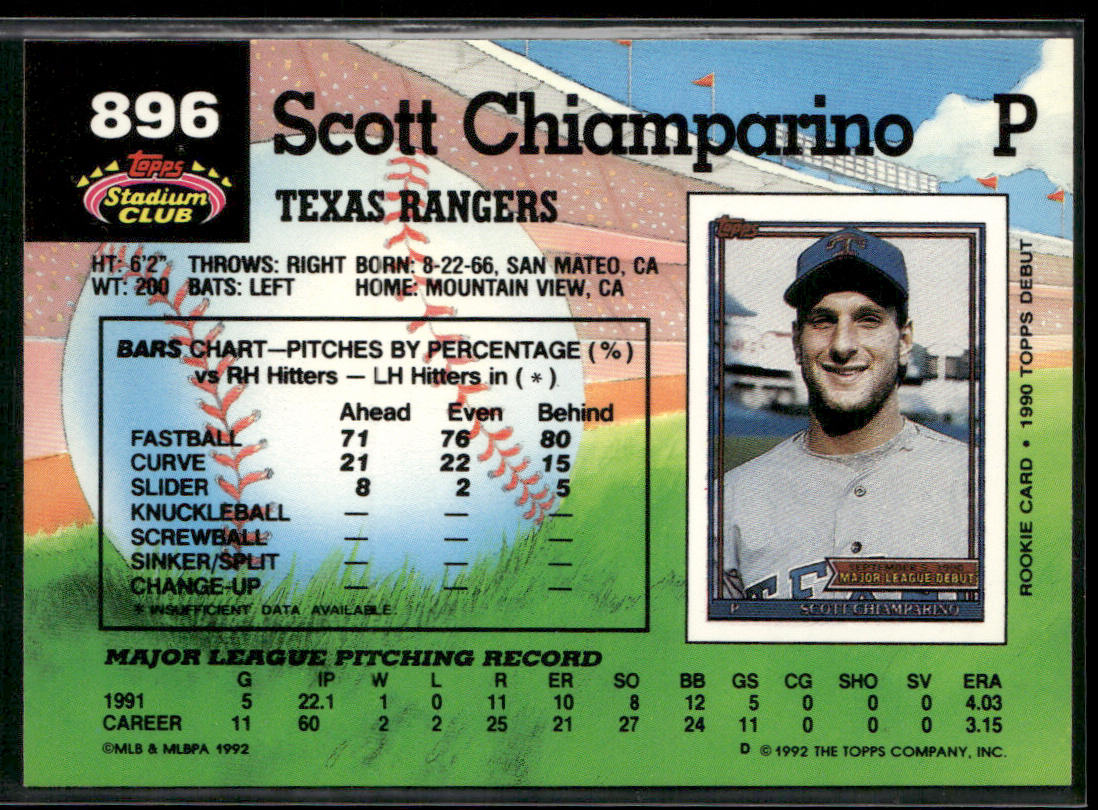 896
Scott Chiamparino P
Topps
Stadium
CLUB
TEXAS RANGERS
HT: 6'2" THROWS: RIGHT BORN: 8-22-66, SAN MATEO, CA
WT: 200 BATS: LEFT HOME: MOUNTAIN VIEW, CA
BARS CHART—PITCHES BY PERCENTAGE (%)
vs RH Hitters — LH Hitters in (*)
Ahead Even Behind
FASTBALL 71 76 80
CURVE 21 22 15
SLIDER 8 2 5
KNUCKLEBALL — — —
SCREWBALL — — —
SINKER/SPLIT — — —
CHANGE-UP — — —
* INSUFFICIENT DATA AVAILABLE.
Topps
T
SEPTEMBER 5, 1990
MAJOR LEAGUE DEBUT
TEXA
P SCOTT CHIAMPARINO
ROOKIE CARD • 1990 TOPPS DEBUT
MAJOR LEAGUE PITCHING RECORD
G IP W L R ER SO BB GS CG SHO SV ERA
1991 5 22.1 1 0 11 10 8 12 5 0 0 0 4.03
CAREER 11 60 2 2 25 21 27 24 11 0 0 0 3.15
©MLB & MLBPA 1992 D ©1992 THE TOPPS COMPANY, INC.